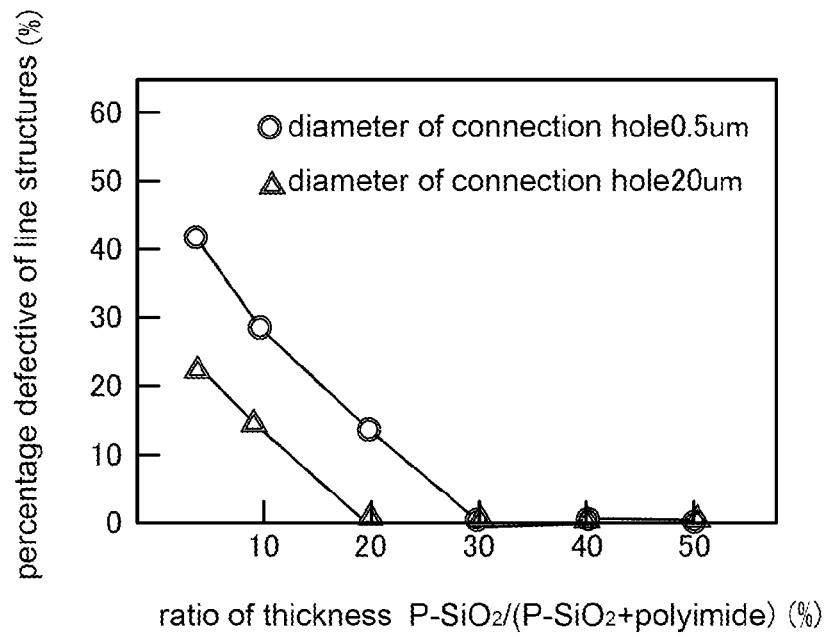 percentage defective of line structures (%)
60
50
40
30
20
10
0
◎ diameter of connection hole0.5um
△ diameter of connection hole20um
10 20 30 40 50
ratio of thickness P-SiO₂/(P-SiO₂+polyimide) (%)